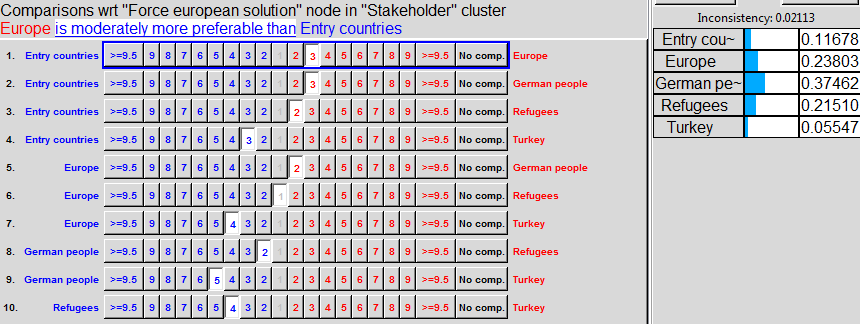 Comparisons wrt "Force european solution" node in "Stakeholder" cluster
Europe is moderately more preferable than Entry countries
1. Entry countries >=9.5 9 8 7 6 5 4 3 2 1 2 3 4 5 6 7 8 9 >=9.5 No comp. Europe
2. Entry countries >=9.5 9 8 7 6 5 4 3 2 1 2 3 4 5 6 7 8 9 >=9.5 No comp. German people
3. Entry countries >=9.5 9 8 7 6 5 4 3 2 1 2 3 4 5 6 7 8 9 >=9.5 No comp. Refugees
4. Entry countries >=9.5 9 8 7 6 5 4 3 2 1 2 3 4 5 6 7 8 9 >=9.5 No comp. Turkey
5. Europe >=9.5 9 8 7 6 5 4 3 2 1 2 3 4 5 6 7 8 9 >=9.5 No comp. German people
6. Europe >=9.5 9 8 7 6 5 4 3 2 1 2 3 4 5 6 7 8 9 >=9.5 No comp. Refugees
7. Europe >=9.5 9 8 7 6 5 4 3 2 1 2 3 4 5 6 7 8 9 >=9.5 No comp. Turkey
8. German people >=9.5 9 8 7 6 5 4 3 2 1 2 3 4 5 6 7 8 9 >=9.5 No comp. Refugees
9. German people >=9.5 9 8 7 6 5 4 3 2 1 2 3 4 5 6 7 8 9 >=9.5 No comp. Turkey
10. Refugees >=9.5 9 8 7 6 5 4 3 2 1 2 3 4 5 6 7 8 9 >=9.5 No comp. Turkey
Inconsistency: 0.02113
Entry cou~ 0.11678
Europe 0.23803
German pe~ 0.37462
Refugees 0.21510
Turkey 0.05547